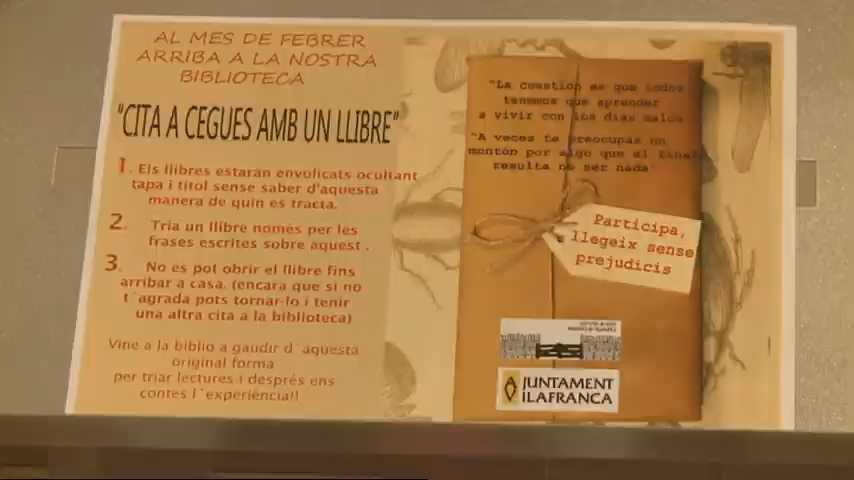 AL MES DE FEBRER
ARRIBA A LA NOSTRA
BIBLIOTECA
"CITA A CEGUES AMB UN LLIBRE"
1. Els llibres estaran envolicats ocultant
tapa i titol sense saber d'aquesta
manera de quin es tracta.
2. Tria un llibre només per les
frases escrites sobre aquest .
3. No es pot obrir el llibre fins
arribar a casa. (encara que si no
t´agrada pots tornar-lo i tenir
una altra cita a la biblioteca)
Vine a la biblio a gaudir d´aquesta
original forma
per triar lectures i després ens
contes l´experiència!!
"La cuestión es que todos
tenemos que aprender
a vivir con los días malos"
"A veces te preocupas un
montón por algo que al final
resulta no ser nada"
Participa,
llegeix sense
prejudicis
AJUNTAMENT
VILAFRANCA